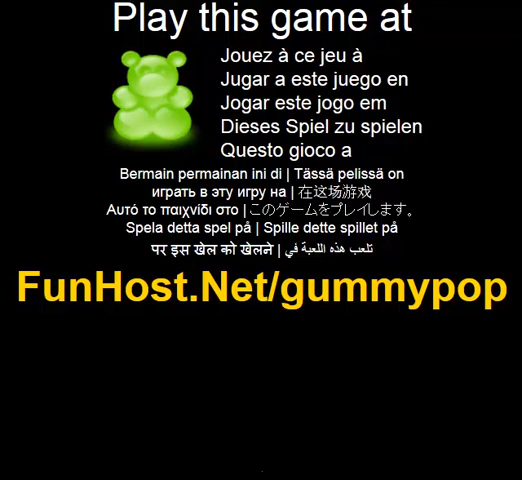 Play this game at
Jouez à ce jeu à
Jugar a este juego en
Jogar este jogo em
Dieses Spiel zu spielen
Questo gioco a
Bermain permainan ini di | Tässä pelissä on
играть в эту игру на | 在这场游戏
Αυτό το παιχνίδι στο | このゲームをプレイします。
Spela detta spel på | Spille dette spillet på
पर इस खेल को खेलने | تلعب هذه اللعبة في
FunHost.Net/gummypop